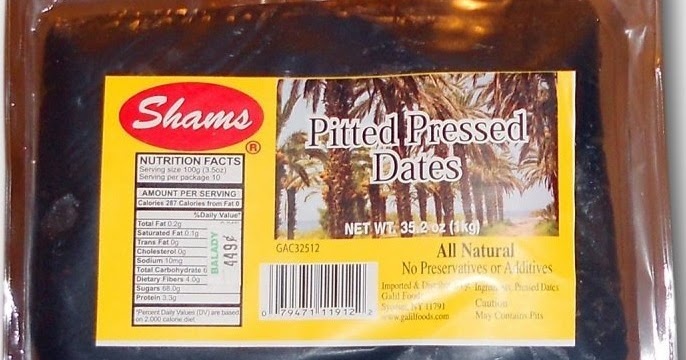 Shams
®
NUTRITION FACTS
Serving size 100g (3.5oz)
Serving per package:10
AMOUNT PER SERVING
Calories 287 Calories from Fat 0
%Daily Value*
Total Fat 0.2g
Saturated Fat 0.1g
Trans Fat 0g
Cholesterol 0g
Sodium 10mg
Total Carbohydrate
Dietary Fibers 4.0g
Sugars 68.0g
Protein 3.3g
*Percent Daily Values (DV) are based
on 2,000 calorie diet
BALADY
449¢
Pitted Pressed
Dates
NET WT. 35.2 oz (1kg)
GAC32512
All Natural
No Preservatives or Additives
Imported &
Galil Foods
Syosset, NY 11791
www.galilfoods.com
Pressed Dates
Caution
May Contains Pits
0 79471 11912 2